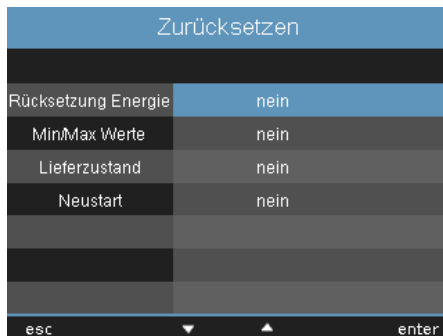 Zurücksetzen
Rücksetzung Energie nein
Min/Max Werte nein
Lieferzustand nein
Neustart nein
esc enter